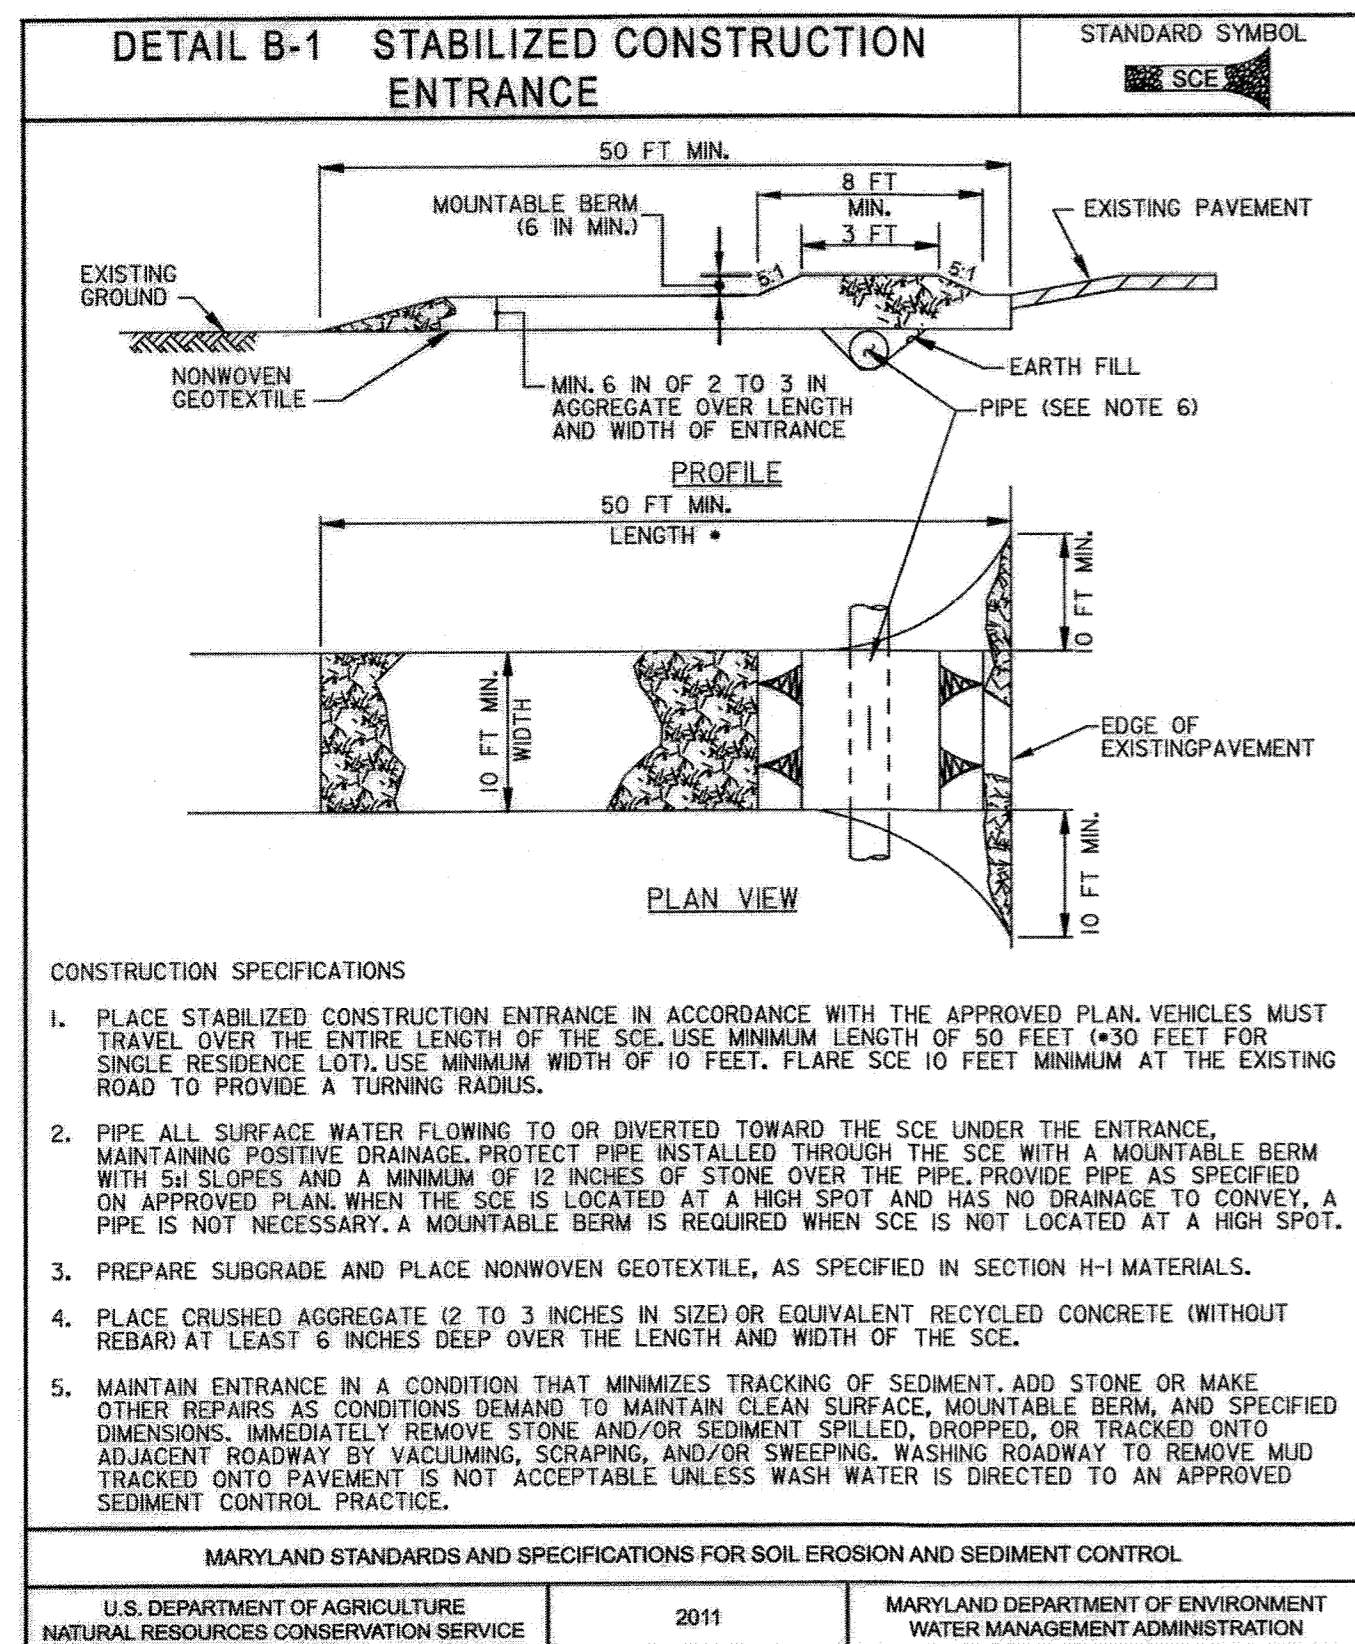 DETAIL B-1 STABILIZED CONSTRUCTION
ENTRANCE
STANDARD SYMBOL
SCE
50 FT MIN.
8 FT
MIN.
3 FT
MOUNTABLE BERM
(6 IN MIN.)
EXISTING PAVEMENT
5:1
5:1
EXISTING
GROUND
NONWOVEN
GEOTEXTILE
MIN. 6 IN OF 2 TO 3 IN
AGGREGATE OVER LENGTH
AND WIDTH OF ENTRANCE
EARTH FILL
PIPE (SEE NOTE 6)
PROFILE
50 FT MIN.
LENGTH *
10 FT MIN.
10 FT MIN.
WIDTH
EDGE OF
EXISTINGPAVEMENT
10 FT MIN.
PLAN VIEW
CONSTRUCTION SPECIFICATIONS
1. PLACE STABILIZED CONSTRUCTION ENTRANCE IN ACCORDANCE WITH THE APPROVED PLAN. VEHICLES MUST
TRAVEL OVER THE ENTIRE LENGTH OF THE SCE. USE MINIMUM LENGTH OF 50 FEET (*30 FEET FOR
SINGLE RESIDENCE LOT). USE MINIMUM WIDTH OF 10 FEET. FLARE SCE 10 FEET MINIMUM AT THE EXISTING
ROAD TO PROVIDE A TURNING RADIUS.
2. PIPE ALL SURFACE WATER FLOWING TO OR DIVERTED TOWARD THE SCE UNDER THE ENTRANCE,
MAINTAINING POSITIVE DRAINAGE. PROTECT PIPE INSTALLED THROUGH THE SCE WITH A MOUNTABLE BERM
WITH 5:1 SLOPES AND A MINIMUM OF 12 INCHES OF STONE OVER THE PIPE. PROVIDE PIPE AS SPECIFIED
ON APPROVED PLAN. WHEN THE SCE IS LOCATED AT A HIGH SPOT AND HAS NO DRAINAGE TO CONVEY, A
PIPE IS NOT NECESSARY. A MOUNTABLE BERM IS REQUIRED WHEN SCE IS NOT LOCATED AT A HIGH SPOT.
3. PREPARE SUBGRADE AND PLACE NONWOVEN GEOTEXTILE, AS SPECIFIED IN SECTION H-1 MATERIALS.
4. PLACE CRUSHED AGGREGATE (2 TO 3 INCHES IN SIZE) OR EQUIVALENT RECYCLED CONCRETE (WITHOUT
REBAR) AT LEAST 6 INCHES DEEP OVER THE LENGTH AND WIDTH OF THE SCE.
5. MAINTAIN ENTRANCE IN A CONDITION THAT MINIMIZES TRACKING OF SEDIMENT. ADD STONE OR MAKE
OTHER REPAIRS AS CONDITIONS DEMAND TO MAINTAIN CLEAN SURFACE, MOUNTABLE BERM, AND SPECIFIED
DIMENSIONS. IMMEDIATELY REMOVE STONE AND/OR SEDIMENT SPILLED, DROPPED, OR TRACKED ONTO
ADJACENT ROADWAY BY VACUUMING, SCRAPING, AND/OR SWEEPING. WASHING ROADWAY TO REMOVE MUD
TRACKED ONTO PAVEMENT IS NOT ACCEPTABLE UNLESS WASH WATER IS DIRECTED TO AN APPROVED
SEDIMENT CONTROL PRACTICE.
MARYLAND STANDARDS AND SPECIFICATIONS FOR SOIL EROSION AND SEDIMENT CONTROL
U.S. DEPARTMENT OF AGRICULTURE
NATURAL RESOURCES CONSERVATION SERVICE
2011
MARYLAND DEPARTMENT OF ENVIRONMENT
WATER MANAGEMENT ADMINISTRATION